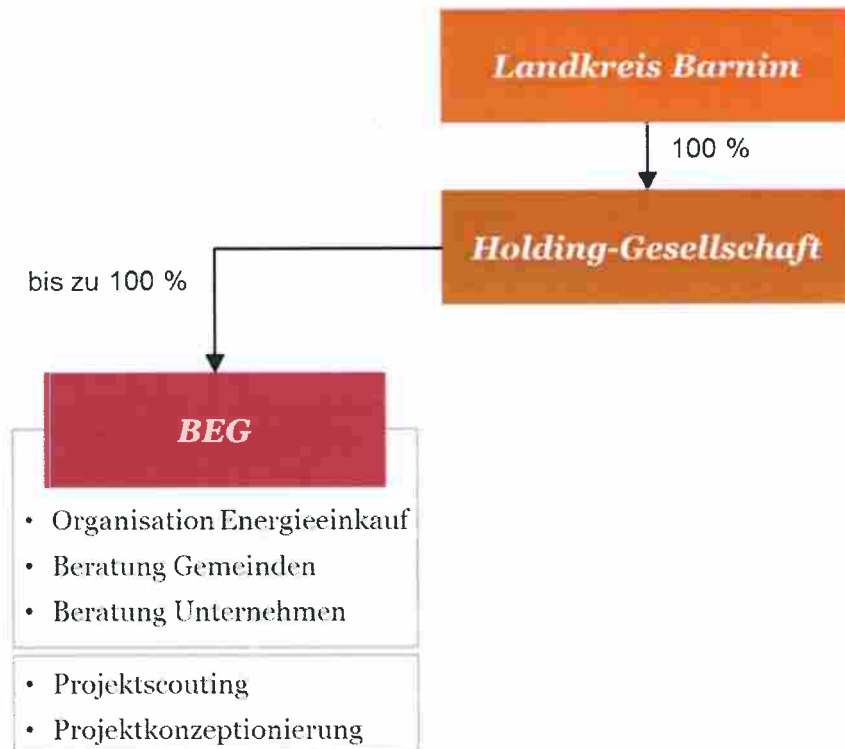 Landkreis Barnim
100 %
Holding-Gesellschaft
bis zu 100 %
BEG
• Organisation Energieeinkauf
• Beratung Gemeinden
• Beratung Unternehmen
• Projektscouting
• Projektkonzeptionierung